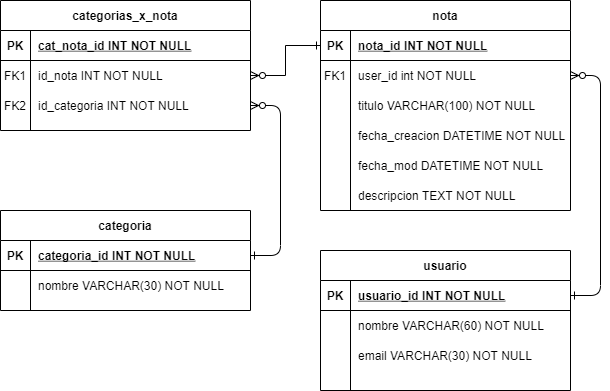 categorias_x_nota
PK cat_nota_id INT NOT NULL
FK1 id_nota INT NOT NULL
FK2 id_categoria INT NOT NULL
nota
PK nota_id INT NOT NULL
FK1 user_id int NOT NULL
titulo VARCHAR(100) NOT NULL
fecha_creacion DATETIME NOT NULL
fecha_mod DATETIME NOT NULL
descripcion TEXT NOT NULL
categoria
PK categoria_id INT NOT NULL
nombre VARCHAR(30) NOT NULL
usuario
PK usuario_id INT NOT NULL
nombre VARCHAR(60) NOT NULL
email VARCHAR(30) NOT NULL